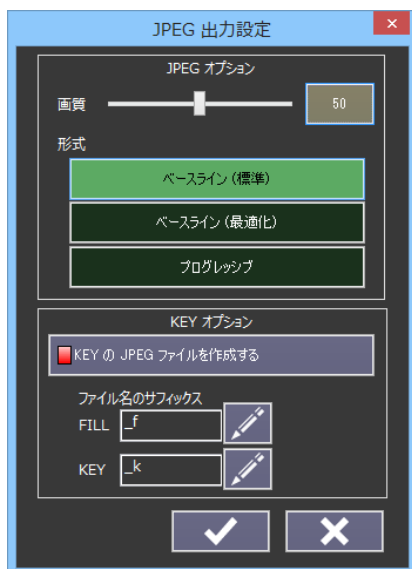 JPEG 出力設定
JPEG オプション
画質
50
形式
ベースライン (標準)
ベースライン (最適化)
プログレッシブ
KEY オプション
KEY の JPEG ファイルを作成する
ファイル名のサフィックス
FILL _f
KEY _k